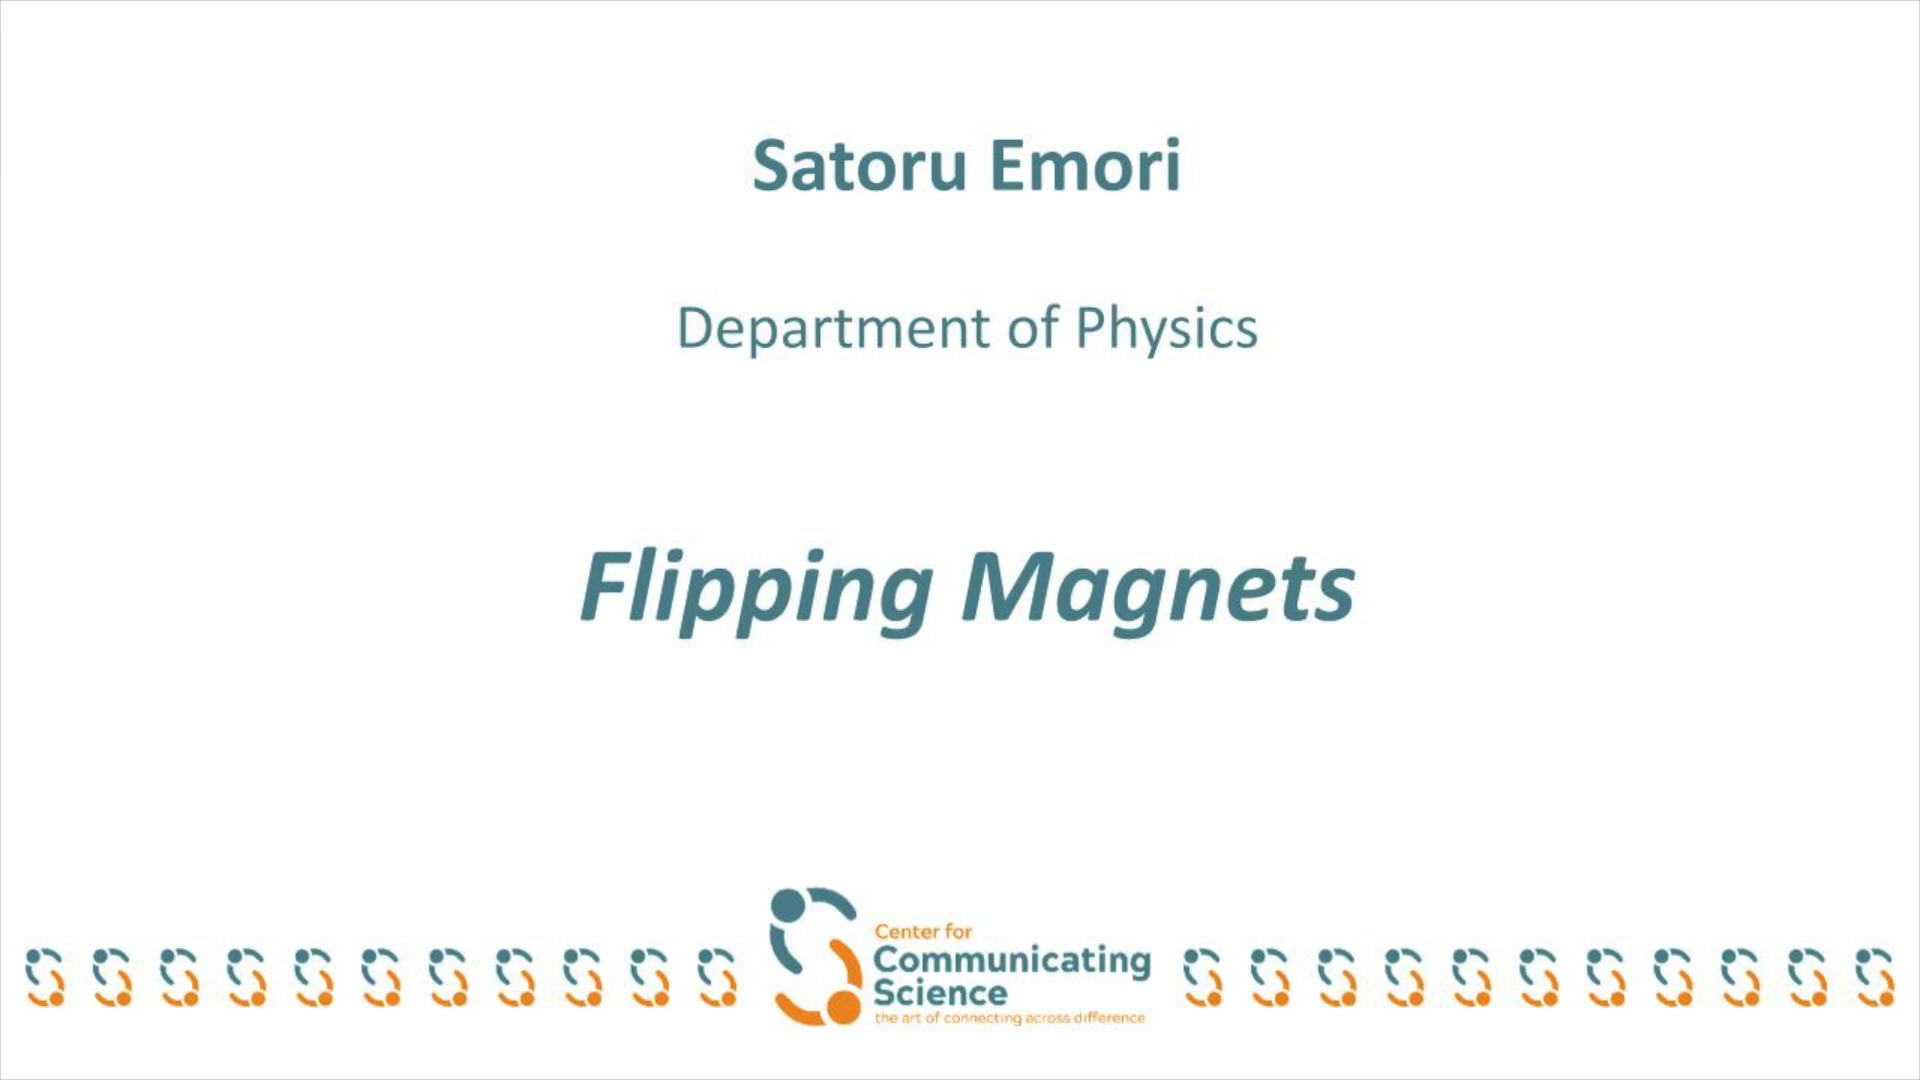 Satoru Emori
Department of Physics
Flipping Magnets
Center for
Communicating
Science
the art of connecting across difference